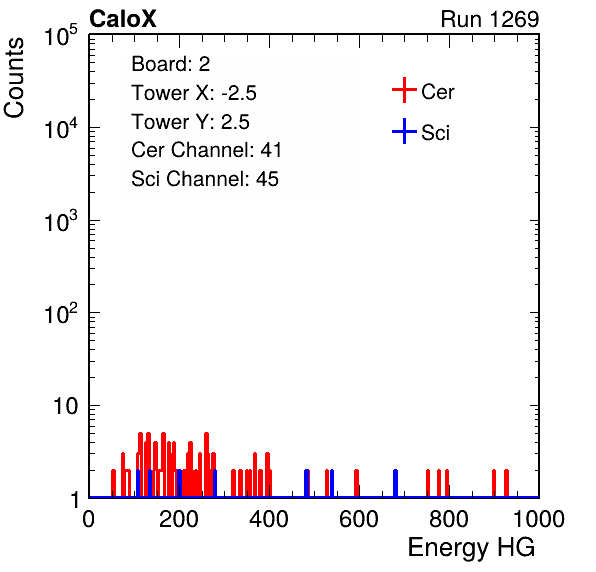 CaloX Run 1269
Counts
10^5
10^4
10^3
10^2
10
1
Board: 2
Tower X: -2.5
Tower Y: 2.5
Cer Channel: 41
Sci Channel: 45
Cer
Sci
0 200 400 600 800 1000
Energy HG